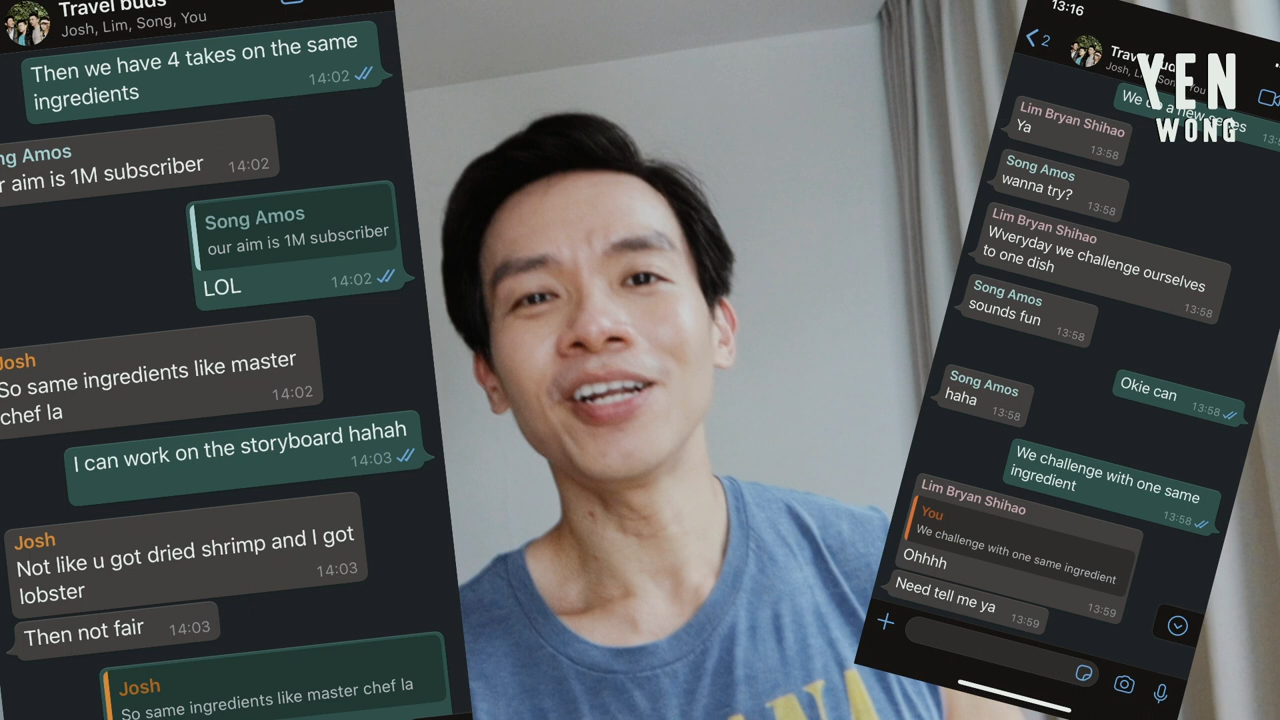 Travel buds
Josh, Lim, Song, You
Then we have 4 takes on the same
ingredients
14:02
ng Amos
r aim is 1M subscriber
14:02
Song Amos
our aim is 1M subscriber
LOL
14:02
Josh
So same ingredients like master
chef la
14:02
I can work on the storyboard hahah
14:03
Josh
Not like u got dried shrimp and I got
lobster
14:03
Then not fair
14:03
Josh
So same ingredients like master chef la
13:16
2
YEN
WONG
Lim Bryan Shihao
Ya
13:58
Song Amos
wanna try?
13:58
Lim Bryan Shihao
Wveryday we challenge ourselves
to one dish
13:58
Song Amos
sounds fun
13:58
Okie can
13:58
Song Amos
haha
13:58
We challenge with one same
ingredient
13:58
Lim Bryan Shihao
You
We challenge with one same ingredient
Ohhhh
13:59
Need tell me ya
13:59